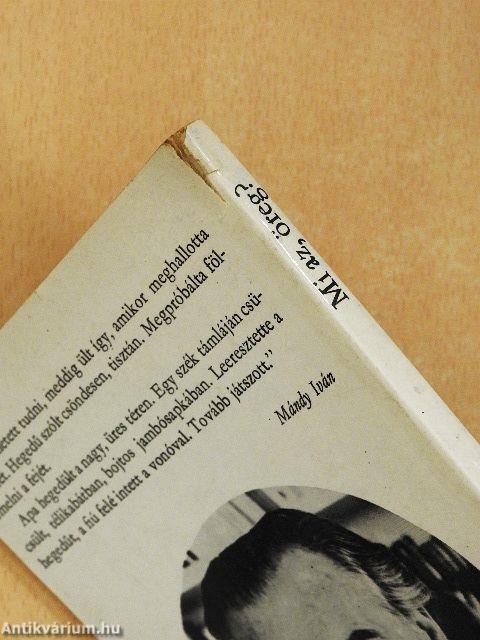 Mi az, öreg?
etett tudni, meddig ült így, amikor meghallotta
et. Hegedű szólt csöndesen, tisztán. Megpróbálta föl-
melni a fejét.
Apa hegedült a nagy, üres téren. Egy szék támláján csü-
csült, télikabátban, bojtos jambósapkában. Leeresztette a
hegedűt, a fiú felé intett a vonóval. Tovább játszott."
Mándy Iván
Antikvárium.hu